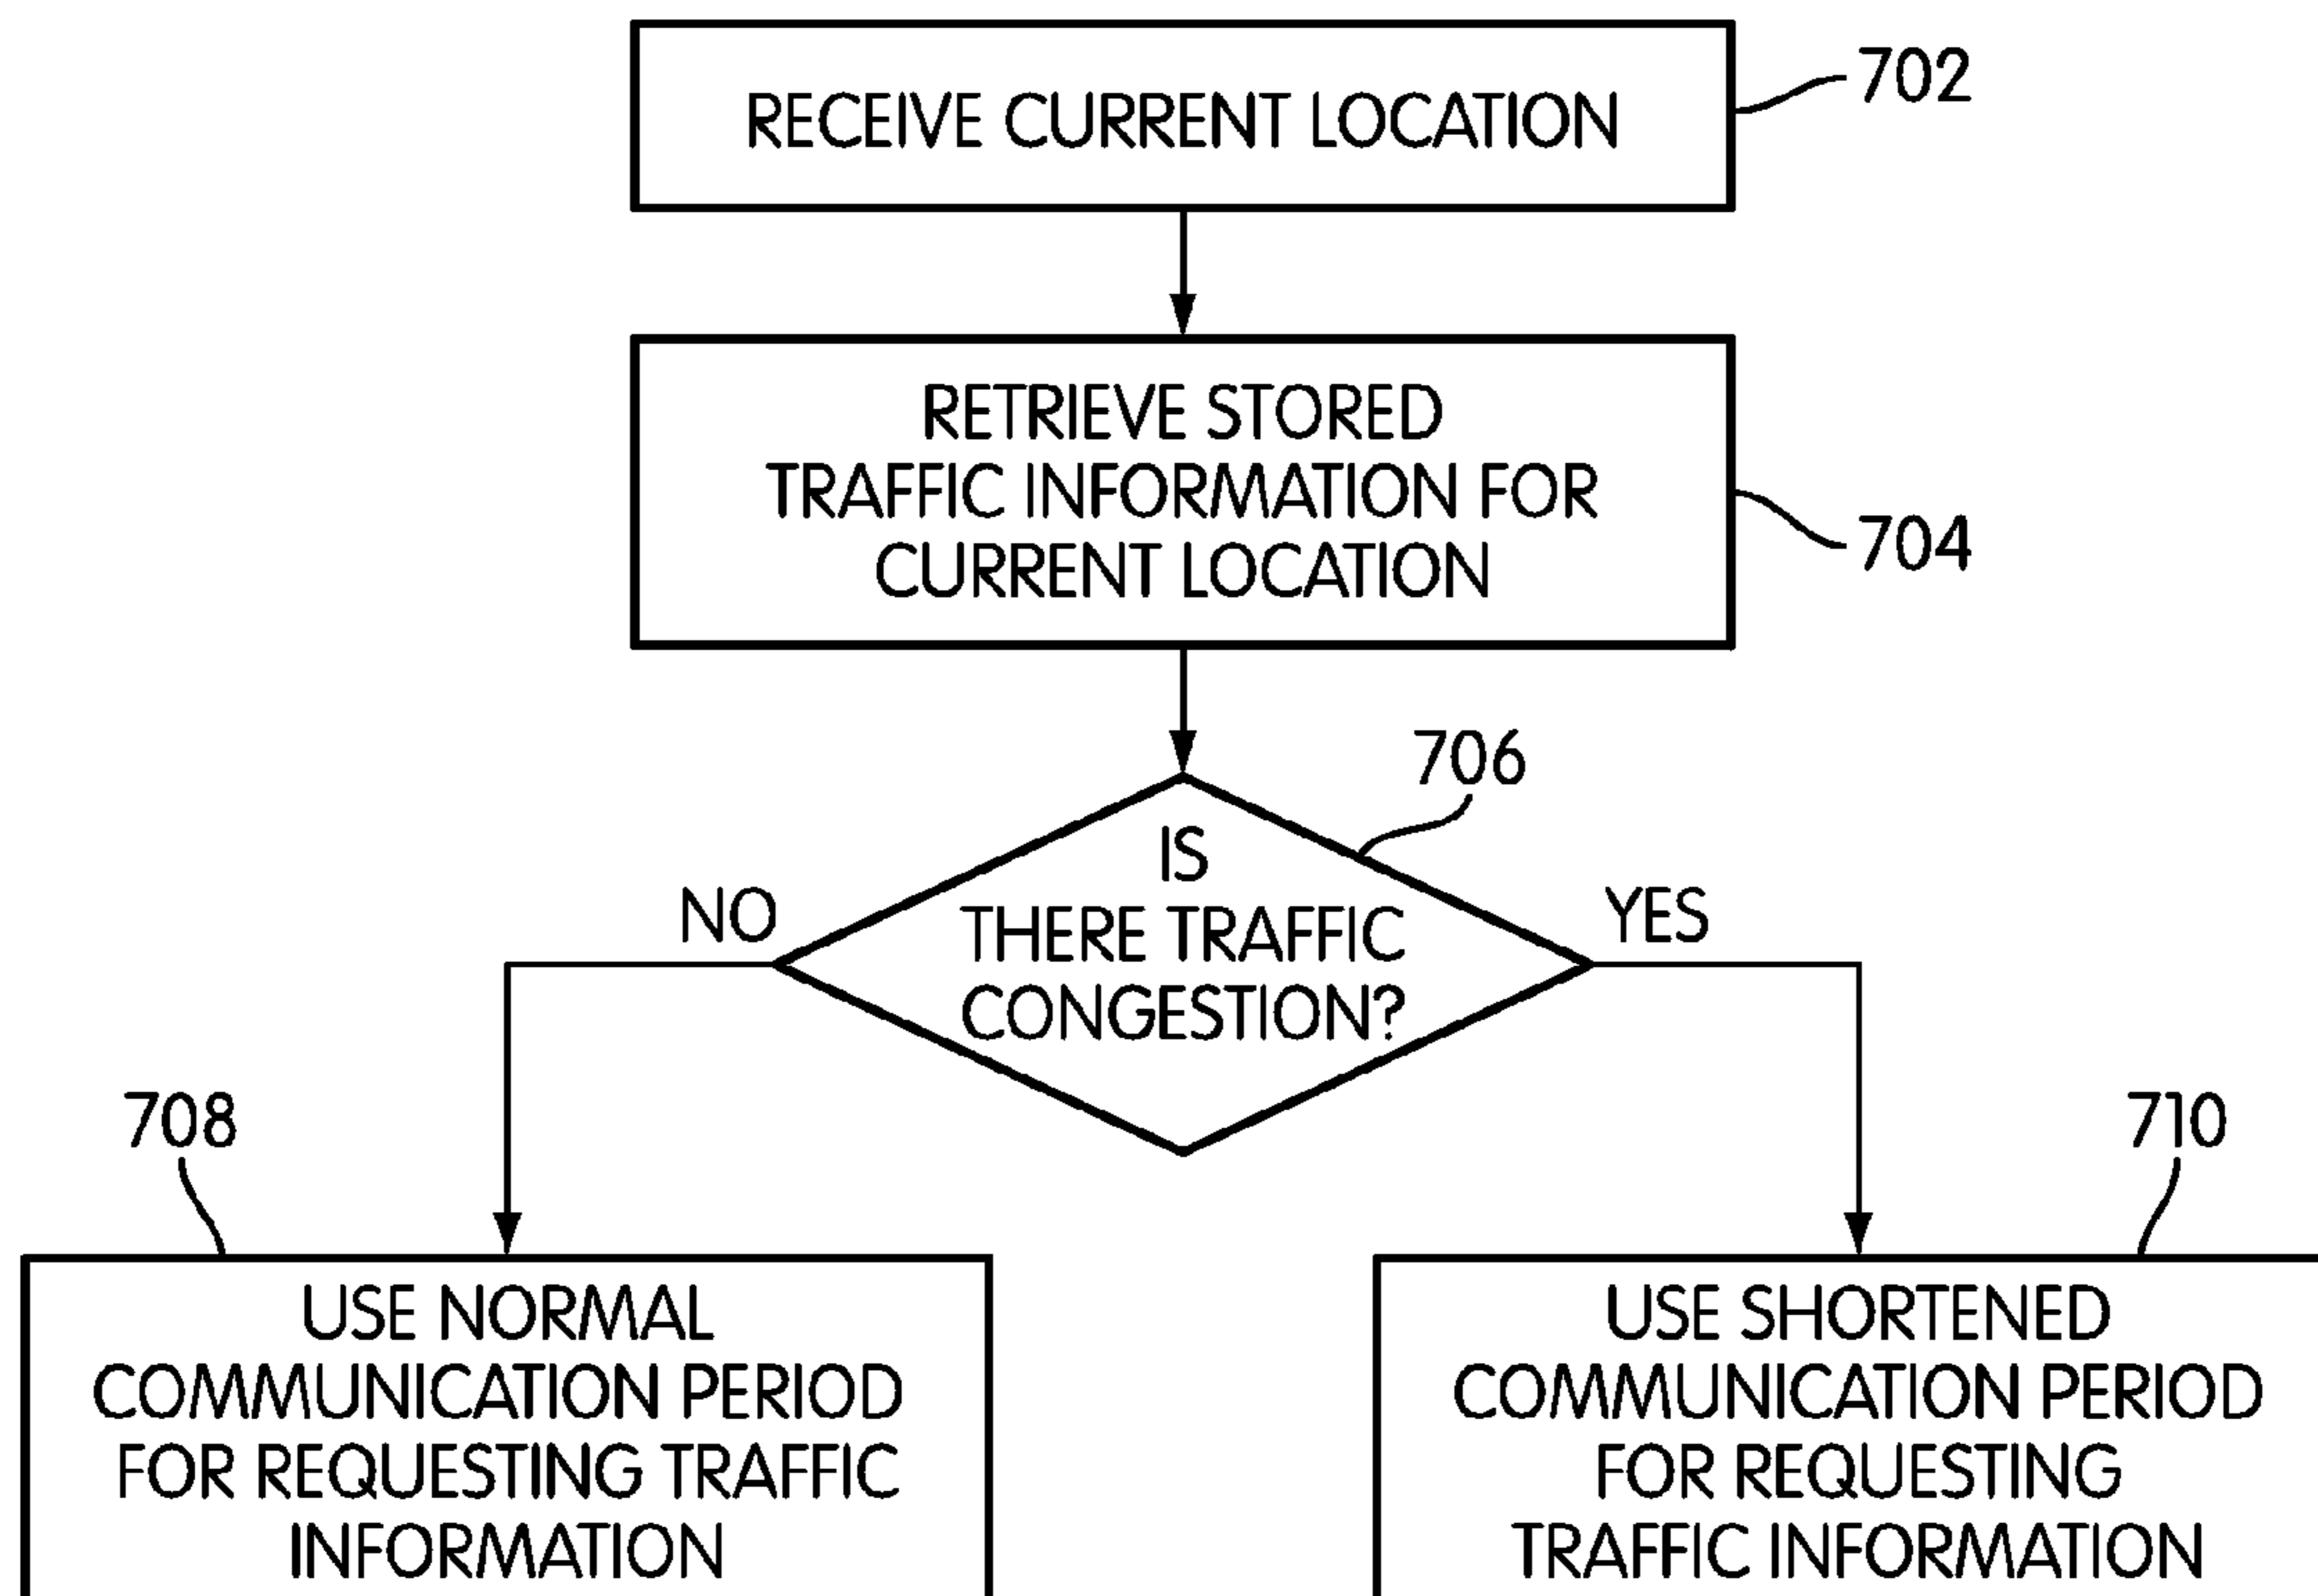 RECEIVE CURRENT LOCATION
702
RETRIEVE STORED
TRAFFIC INFORMATION FOR
CURRENT LOCATION
704
706
IS
THERE TRAFFIC
CONGESTION?
NO
YES
708
USE NORMAL
COMMUNICATION PERIOD
FOR REQUESTING TRAFFIC
INFORMATION
710
USE SHORTENED
COMMUNICATION PERIOD
FOR REQUESTING
TRAFFIC INFORMATION